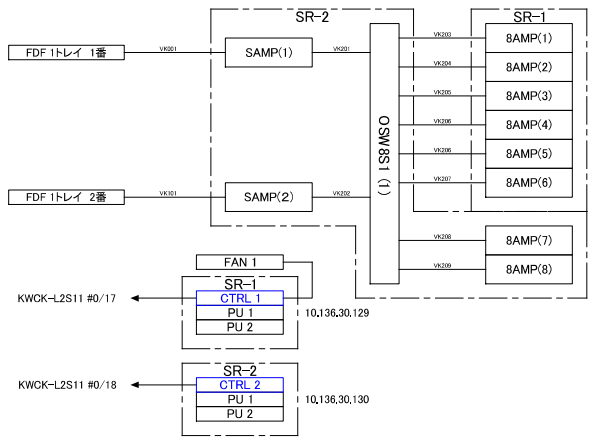 SR-2
SR-1
FDF 1トレイ 1番
VK001
SAMP(1)
VK201
OSW8S1 (1)
VK203
8AMP(1)
VK204
8AMP(2)
VK205
8AMP(3)
VK206
8AMP(4)
VK206
8AMP(5)
VK207
8AMP(6)
FDF 1トレイ 2番
VK101
SAMP(2)
VK202
VK208
8AMP(7)
VK209
8AMP(8)
FAN 1
SR-1
KWCK-L2S11 #0/17
CTRL 1
PU 1
10.136.30.129
PU 2
SR-2
KWCK-L2S11 #0/18
CTRL 2
PU 1
10.136.30.130
PU 2